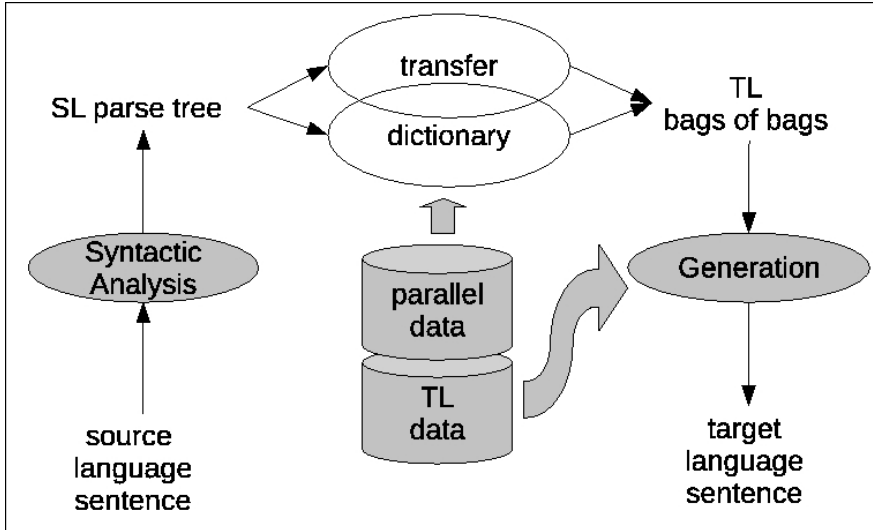 source
language
sentence
Syntactic
Analysis
SL parse tree
transfer
dictionary
parallel
data
TL
data
TL
bags of bags
Generation
target
language
sentence